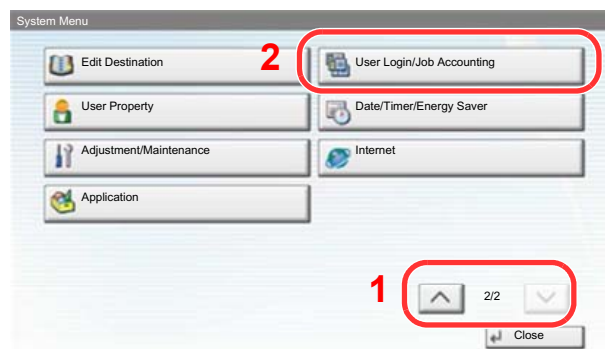 System Menu
Edit Destination
2
User Login/Job Accounting
User Property
Date/Timer/Energy Saver
Adjustment/Maintenance
Internet
Application
1
2/2
Close